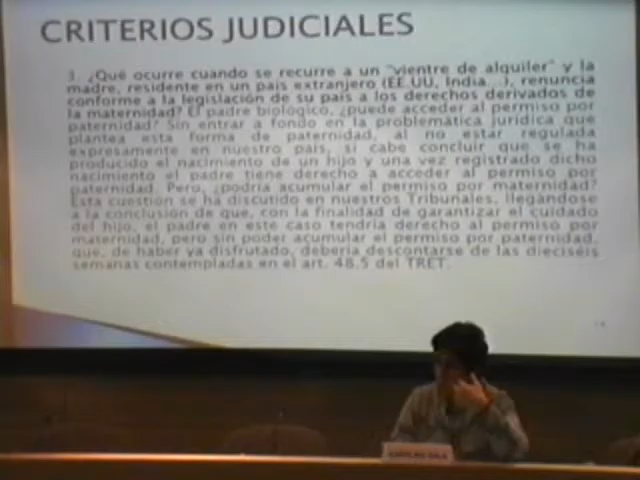 CRITERIOS JUDICIALES
3. ¿Qué ocurre cuando se recurre a un "vientre de alquiler" y la
madre, residente en un país extranjero (EE.UU, India...), renuncia
conforme a la legislación de su país a los derechos derivados de
la maternidad? El padre biológico, ¿puede acceder al permiso por
paternidad? Sin entrar a fondo en la problemática jurídica que
plantea esta forma de paternidad, al no estar regulada
expresamente en nuestro país, si cabe concluir que se ha
producido el nacimiento de un hijo y una vez registrado dicho
nacimiento el padre tiene derecho a acceder al permiso por
paternidad. Pero, ¿podría acumular el permiso por maternidad?
Esta cuestión se ha discutido en nuestros Tribunales, llegándose
a la conclusión de que, con la finalidad de garantizar el cuidado
del hijo, el padre en este caso tendría derecho al permiso por
maternidad, pero sin poder acumular el permiso por paternidad,
que, de haber ya disfrutado, debería descontarse de las dieciséis
semanas contempladas en el art. 48.5 del TRET.